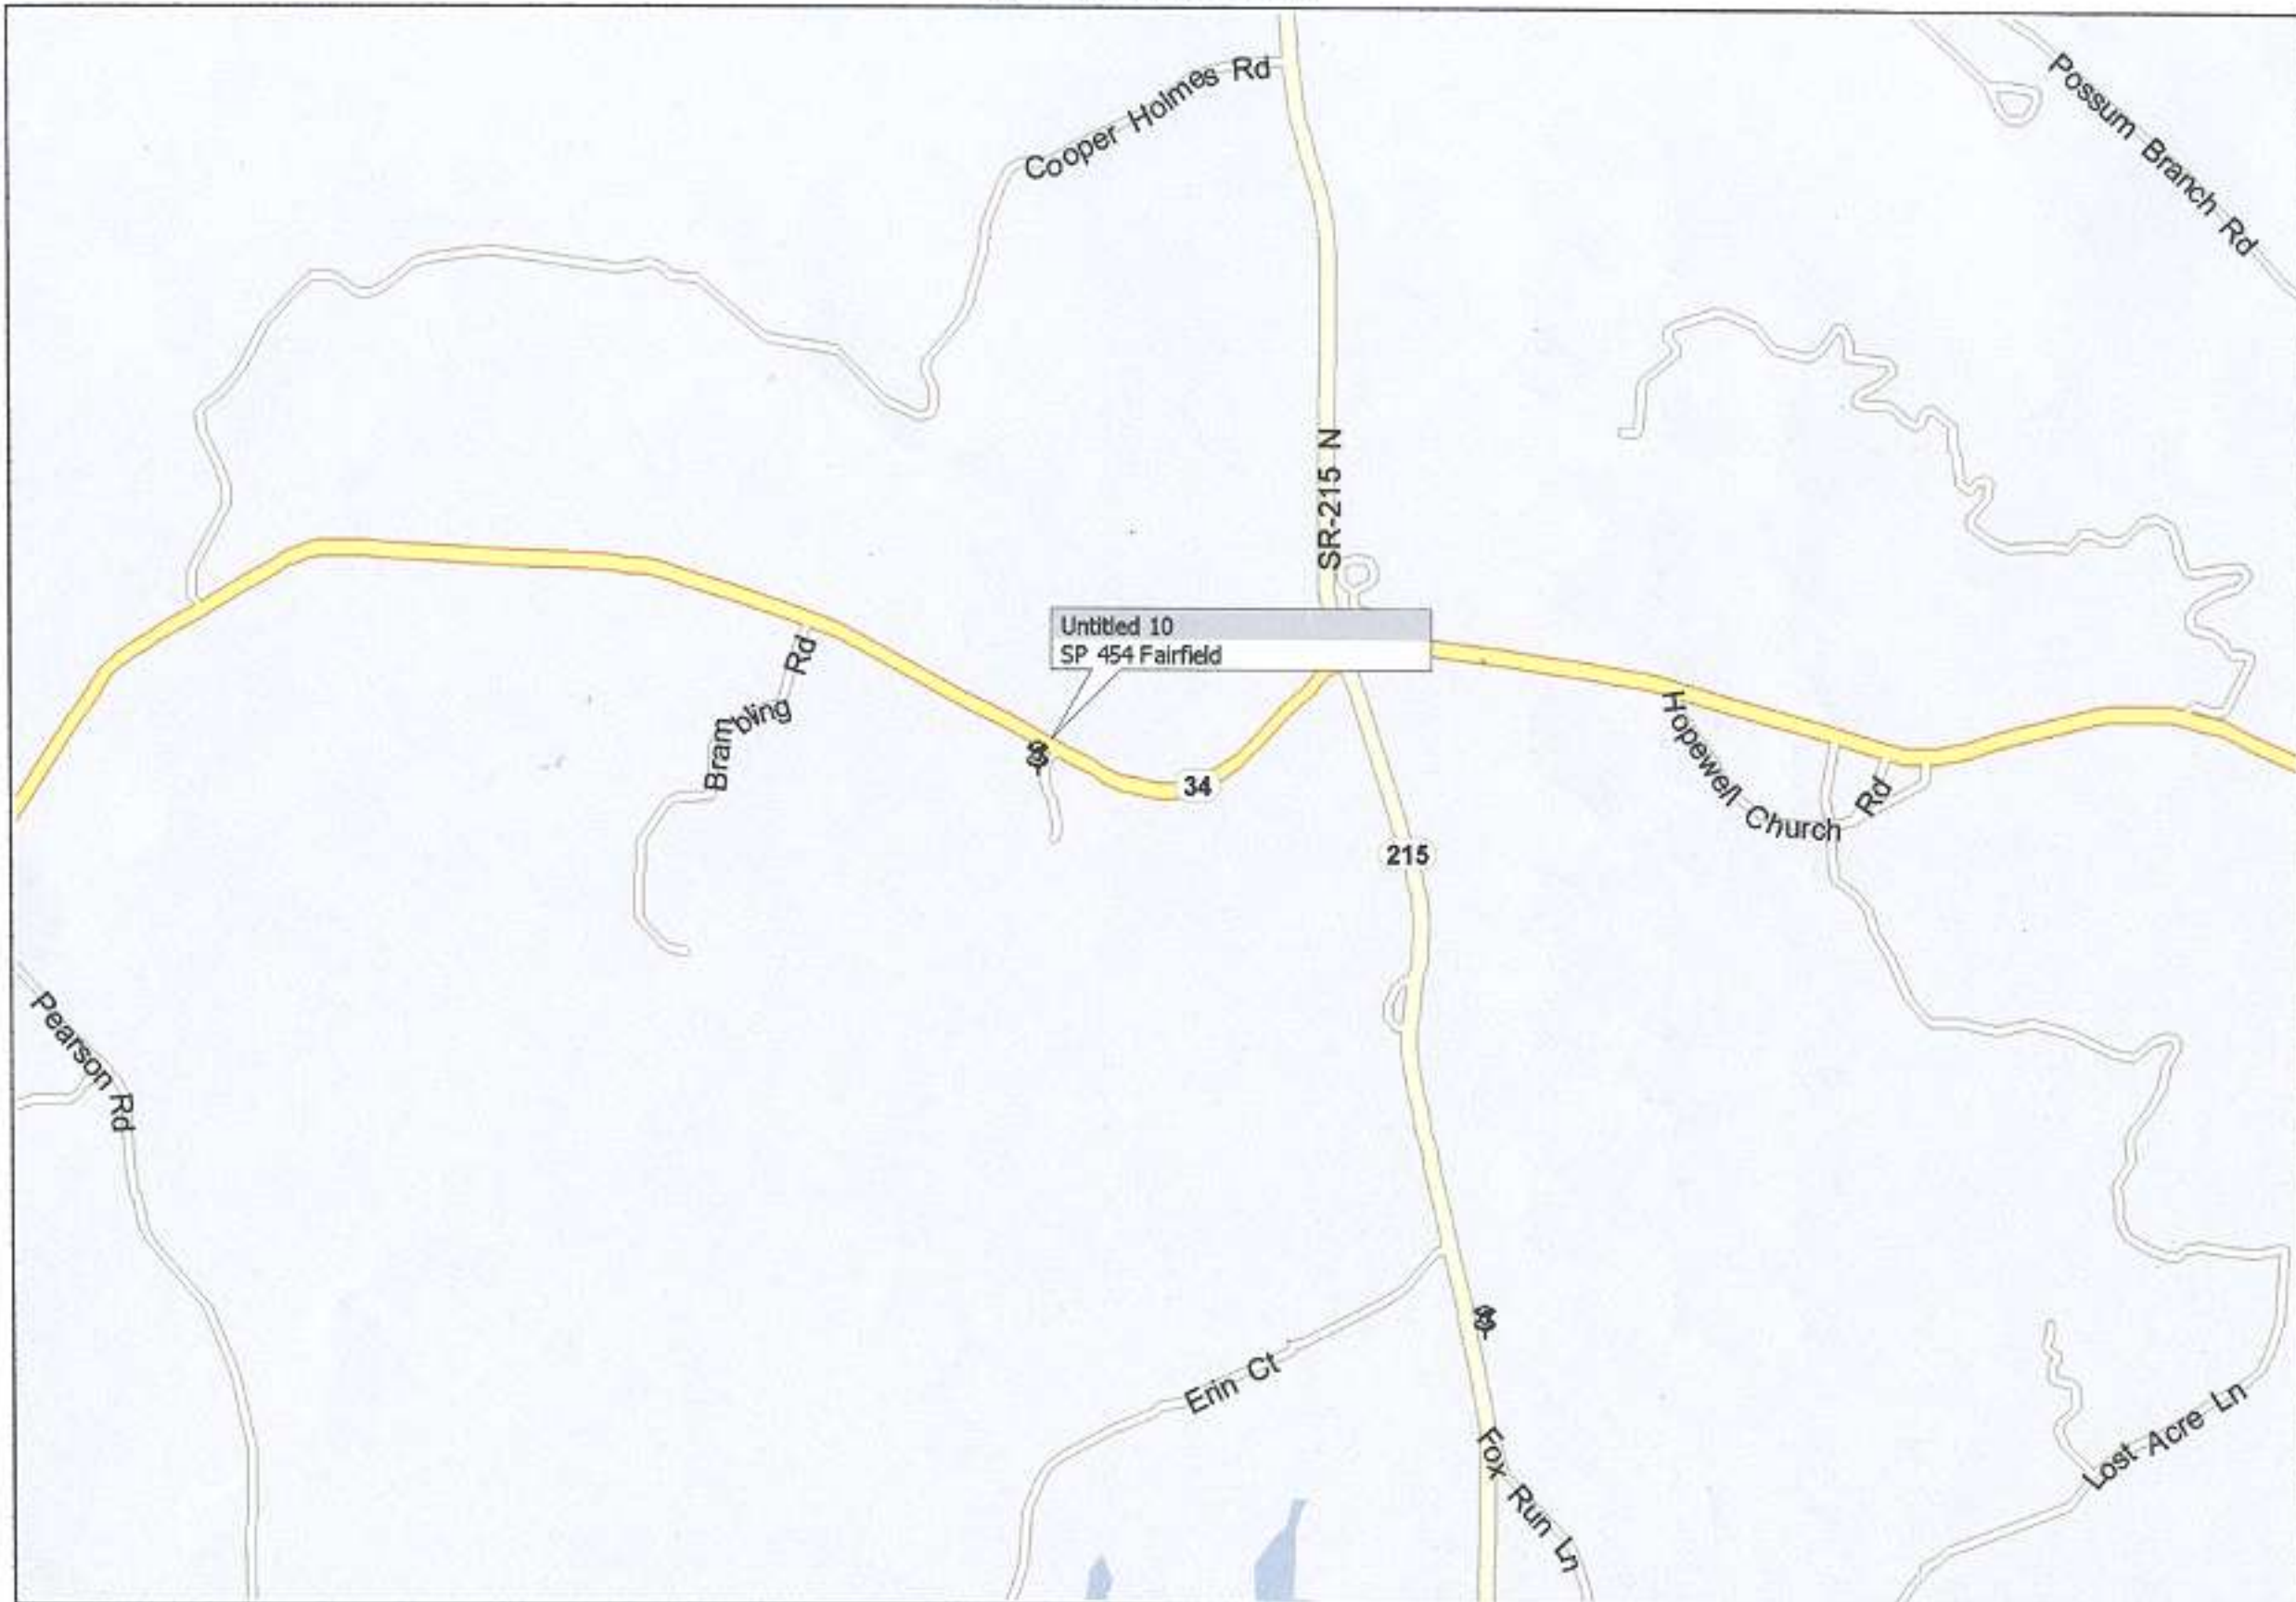 Cooper Holmes Rd
Possum Branch Rd
SR-215 N
Untitled 10
SP 454 Fairfield
Brambling Rd
34
Hopewell Church Rd
215
Pearson Rd
Erin Ct
Fox Run Ln
Lost Acre Ln